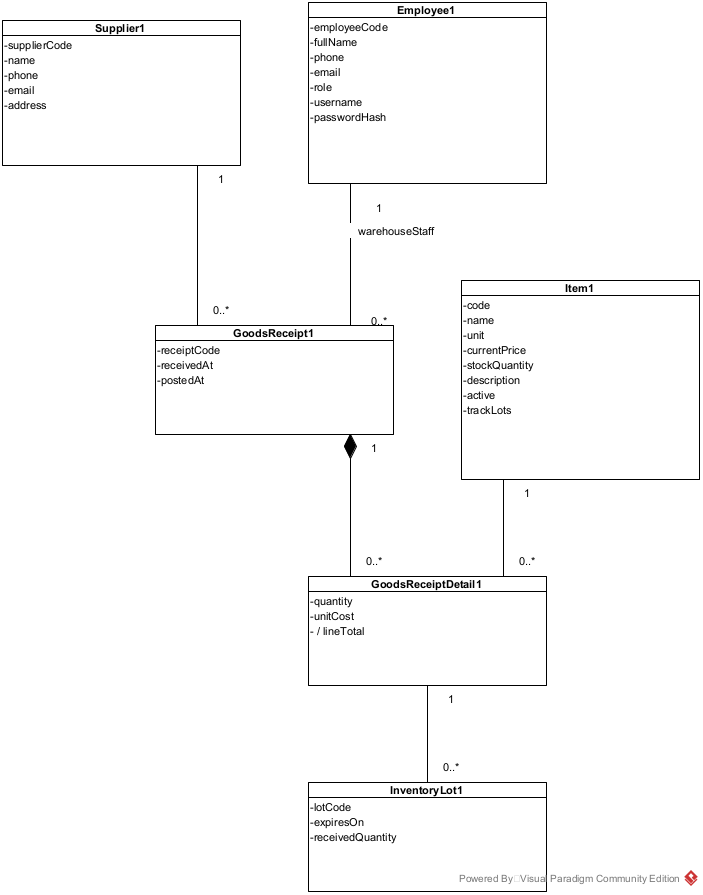 Supplier1
-supplierCode
-name
-phone
-email
-address
1
Employee1
-employeeCode
-fullName
-phone
-email
-role
-username
-passwordHash
1
warehouseStaff
0..*
0..*
GoodsReceipt1
-receiptCode
-receivedAt
-postedAt
1
Item1
-code
-name
-unit
-currentPrice
-stockQuantity
-description
-active
-trackLots
1
0..*
0..*
GoodsReceiptDetail1
-quantity
-unitCost
- / lineTotal
1
0..*
InventoryLot1
-lotCode
-expiresOn
-receivedQuantity
Powered By Visual Paradigm Community Edition